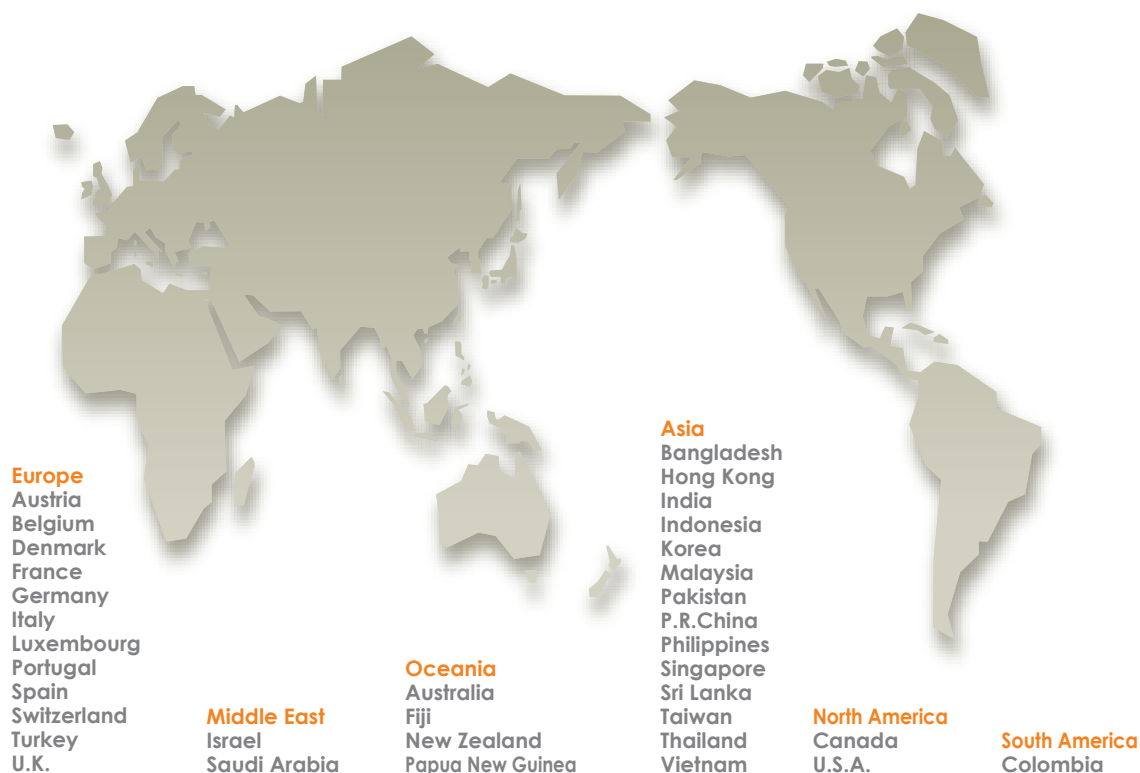 Europe
Austria
Belgium
Denmark
France
Germany
Italy
Luxembourg
Portugal
Spain
Switzerland
Turkey
U.K.
Middle East
Israel
Saudi Arabia
Oceania
Australia
Fiji
New Zealand
Papua New Guinea
Asia
Bangladesh
Hong Kong
India
Indonesia
Korea
Malaysia
Pakistan
P.R.China
Philippines
Singapore
Sri Lanka
Taiwan
Thailand
Vietnam
North America
Canada
U.S.A.
South America
Colombia